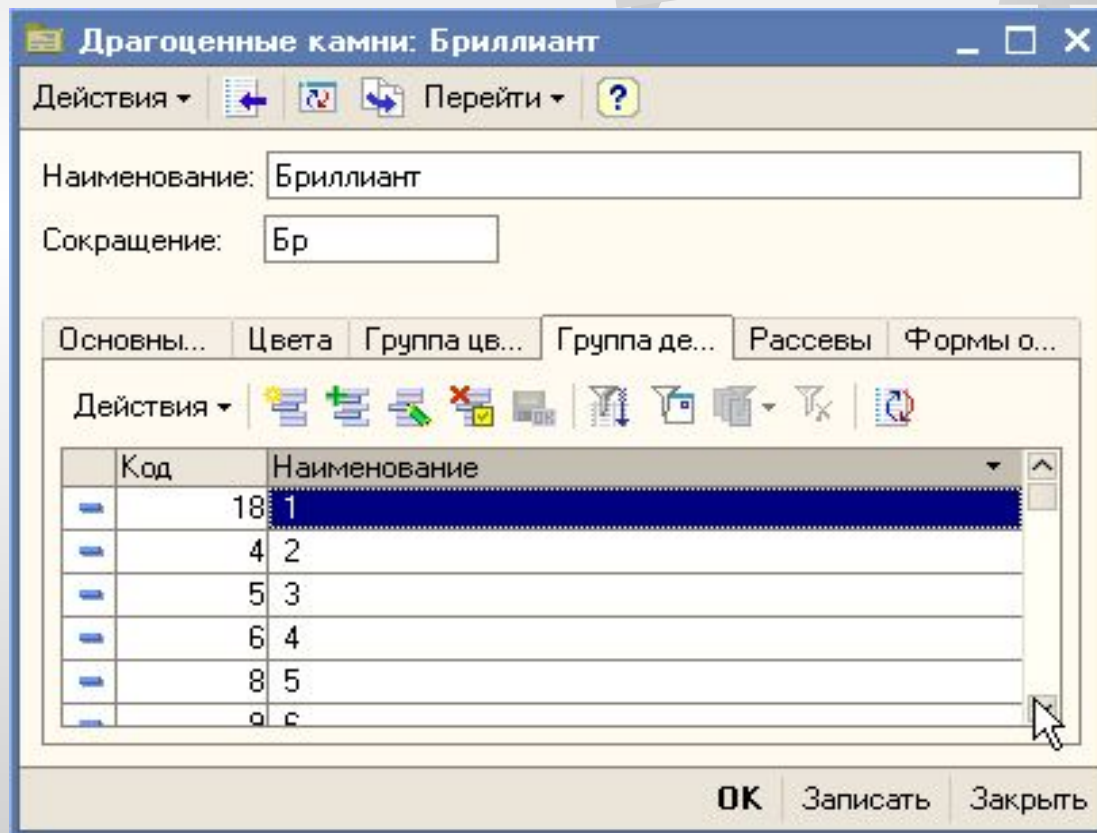 Драгоценные камни: Бриллиант
Действия Перейти ?
Наименование: Бриллиант
Сокращение: Бр
Основны... Цвета Группа цв... Группа де... Рассевы Формы о...
Действия
Код Наименование
18 1
4 2
5 3
6 4
8 5
OK Записать Закрыть